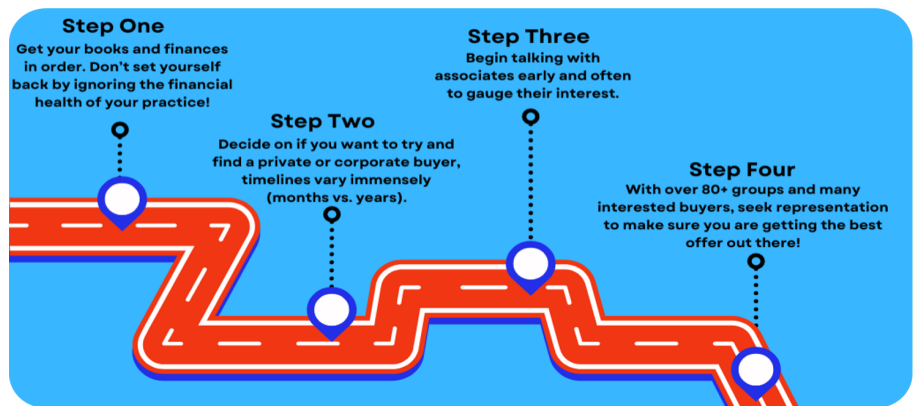 Step One
Get your books and finances
in order. Don't set yourself
back by ignoring the financial
health of your practice!
Step Two
Decide on if you want to try and
find a private or corporate buyer,
timelines vary immensely
(months vs. years).
Step Three
Begin talking with
associates early and often
to gauge their interest.
Step Four
With over 80+ groups and many
interested buyers, seek representation
to make sure you are getting the best
offer out there!